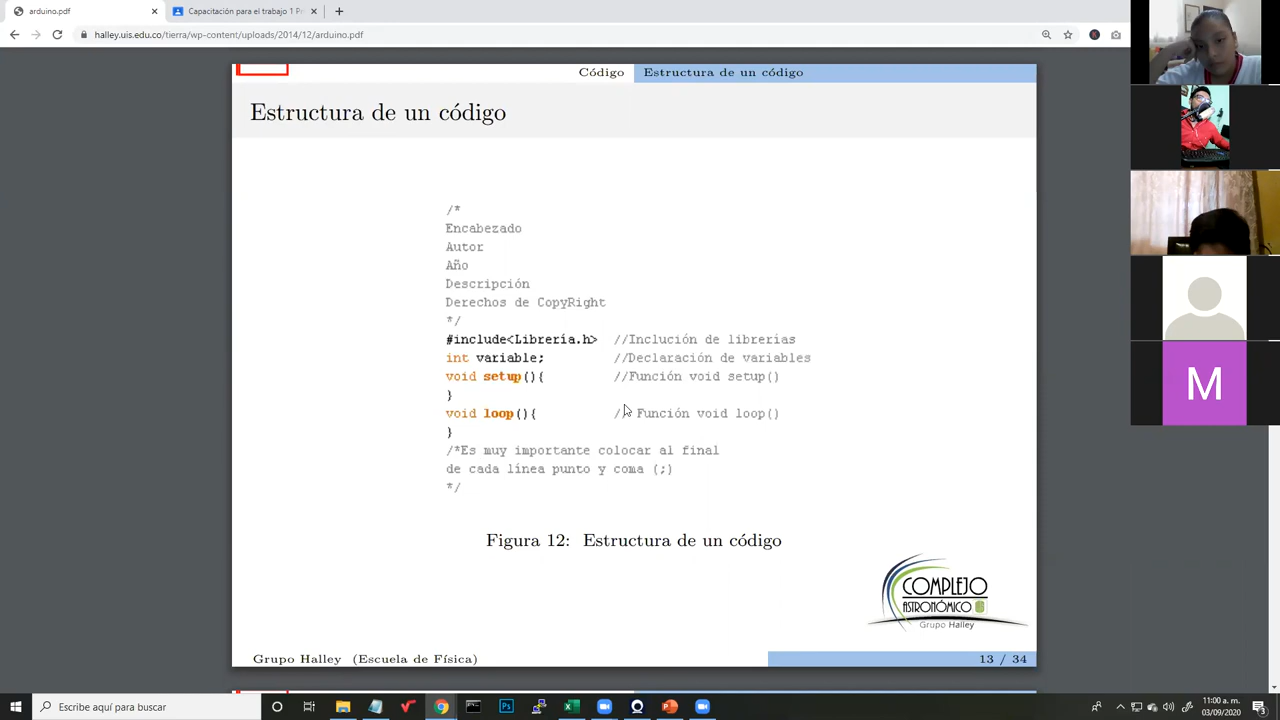 arduino.pdf
Capacitación para el trabajo 1 Pr
halley.uis.edu.co/tierra/wp-content/uploads/2014/12/arduino.pdf
Código Estructura de un código
Estructura de un código
/*
Encabezado
Autor
Año
Descripción
Derechos de CopyRight
*/
#include<Librería.h> //Inclución de librerias
int variable; //Declaración de variables
void setup(){ //Función void setup()
}
void loop(){ // Función void loop()
}
/*Es muy importante colocar al final
de cada línea punto y coma (;)
*/
Figura 12: Estructura de un código
COMPLEJO
ASTRONÓMICO
Grupo Halley
Grupo Halley (Escuela de Física) 13 / 34
M
Escribe aquí para buscar
11:00 a. m.
03/09/2020